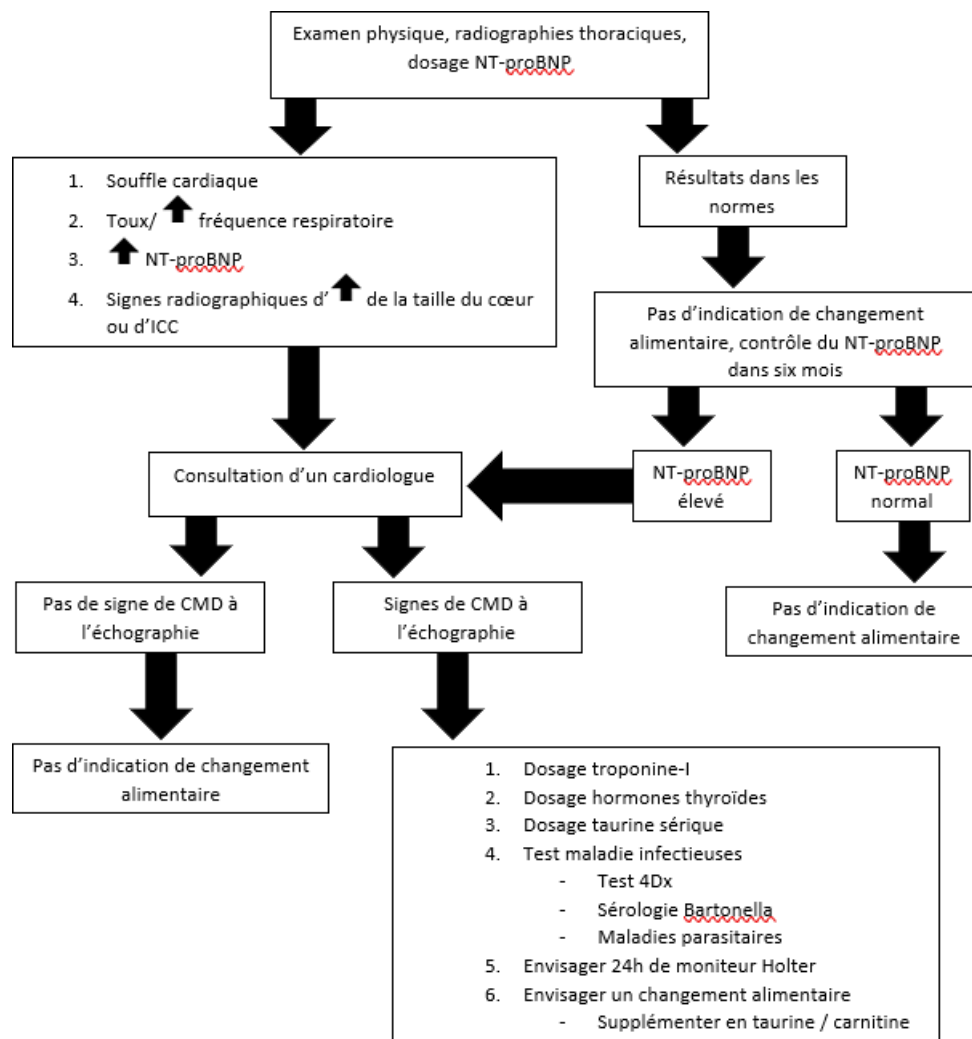 Examen physique, radiographies thoraciques,
dosage NT-proBNP
1. Souffle cardiaque
2. Toux/ fréquence respiratoire
3. NT-proBNP
4. Signes radiographiques d' de la taille du cœur
ou d'ICC
Résultats dans les
normes
Pas d'indication de changement
alimentaire, contrôle du NT-proBNP
dans six mois
Consultation d'un cardiologue
NT-proBNP
élevé
NT-proBNP
normal
Pas de signe de CMD à
l'échographie
Signes de CMD à
l'échographie
Pas d'indication de
changement alimentaire
Pas d'indication de changement
alimentaire
1. Dosage troponine-I
2. Dosage hormones thyroïdes
3. Dosage taurine sérique
4. Test maladie infectieuses
- Test 4Dx
- Sérologie Bartonella
- Maladies parasitaires
5. Envisager 24h de moniteur Holter
6. Envisager un changement alimentaire
- Supplémenter en taurine / carnitine